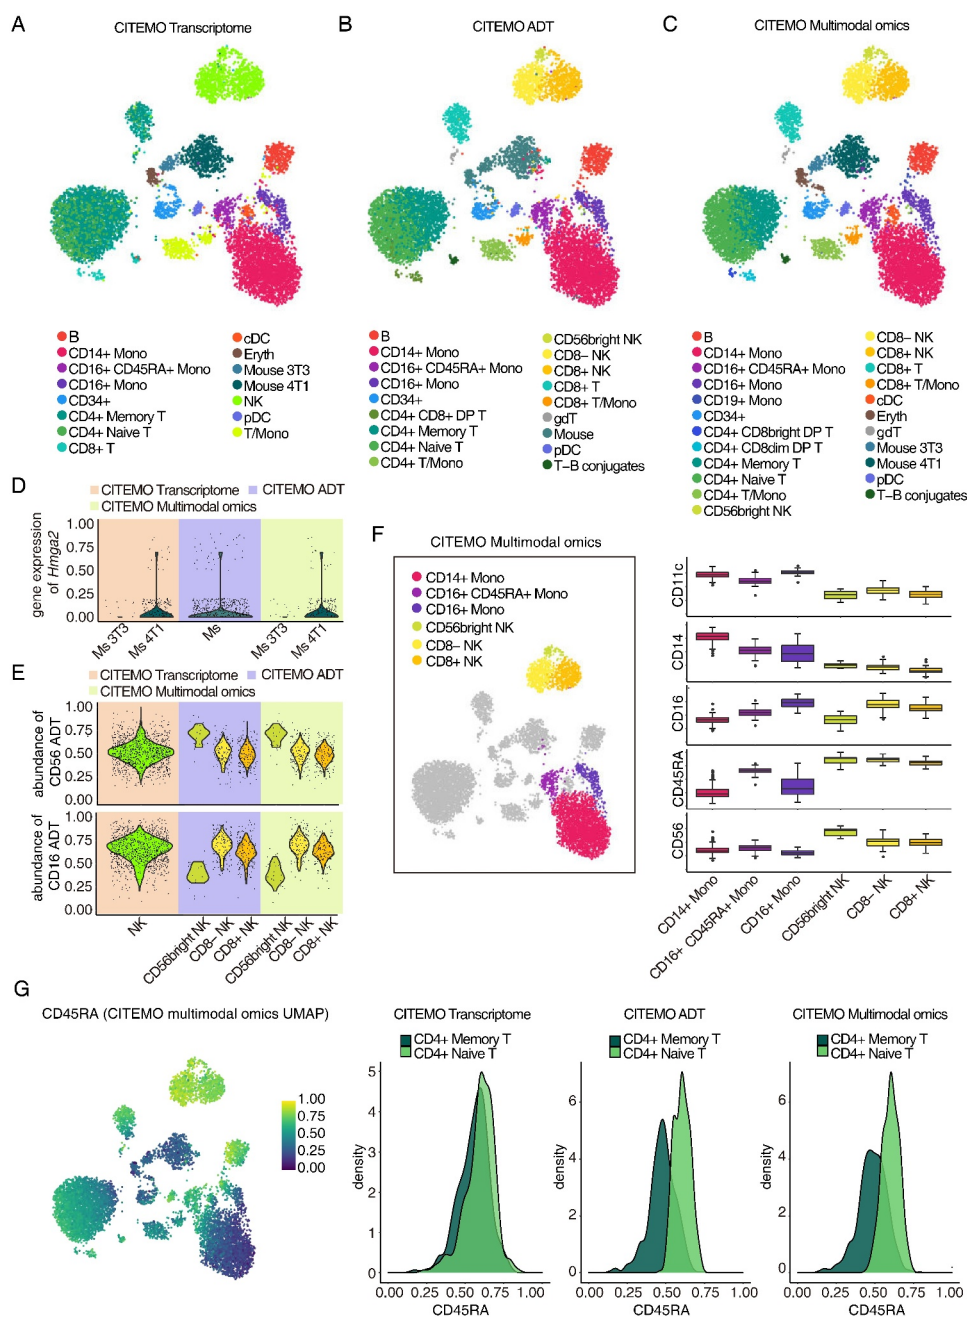 A
CITEMO Transcriptome
B
CITEMO ADT
C
CITEMO Multimodal omics
B
CD14+ Mono
CD16+ CD45RA+ Mono
CD16+ Mono
CD34+
CD4+ Memory T
CD4+ Naive T
CD8+ T
cDC
Eryth
Mouse 3T3
Mouse 4T1
NK
pDC
T/Mono
B
CD14+ Mono
CD16+ CD45RA+ Mono
CD16+ Mono
CD34+
CD4+ CD8+ DP T
CD4+ Memory T
CD4+ Naive T
CD4+ T/Mono
CD56bright NK
CD8– NK
CD8+ NK
CD8+ T
CD8+ T/Mono
gdT
Mouse
pDC
T–B conjugates
B
CD14+ Mono
CD16+ CD45RA+ Mono
CD16+ Mono
CD19+ Mono
CD34+
CD4+ CD8bright DP T
CD4+ CD8dim DP T
CD4+ Memory T
CD4+ Naive T
CD4+ T/Mono
CD56bright NK
CD8– NK
CD8+ NK
CD8+ T
CD8+ T/Mono
cDC
Eryth
gdT
Mouse 3T3
Mouse 4T1
pDC
T–B conjugates
D
CITEMO Transcriptome
CITEMO ADT
CITEMO Multimodal omics
gene expression
of Hmga2
1.00
0.75
0.50
0.25
0.00
Ms 3T3
Ms 4T1
Ms
Ms 3T3
Ms 4T1
E
CITEMO Transcriptome
CITEMO ADT
CITEMO Multimodal omics
abundance of
CD56 ADT
1.00
0.75
0.50
0.25
0.00
abundance of
CD16 ADT
1.00
0.75
0.50
0.25
0.00
NK
CD56bright NK
CD8– NK
CD8+ NK
CD56bright NK
CD8– NK
CD8+ NK
F
CITEMO Multimodal omics
CD14+ Mono
CD16+ CD45RA+ Mono
CD16+ Mono
CD56bright NK
CD8– NK
CD8+ NK
CD11c
CD14
CD16
CD45RA
CD56
CD14+ Mono
CD16+ CD45RA+ Mono
CD16+ Mono
CD56bright NK
CD8– NK
CD8+ NK
G
CD45RA (CITEMO multimodal omics UMAP)
1.00
0.75
0.50
0.25
0.00
CITEMO Transcriptome
CD4+ Memory T
CD4+ Naive T
density
5
4
3
2
1
0
0.00 0.25 0.50 0.75 1.00
CD45RA
CITEMO ADT
CD4+ Memory T
CD4+ Naive T
density
6
4
2
0
0.00 0.25 0.50 0.75 1.00
CD45RA
CITEMO Multimodal omics
CD4+ Memory T
CD4+ Naive T
density
6
4
2
0
0.00 0.25 0.50 0.75 1.00
CD45RA